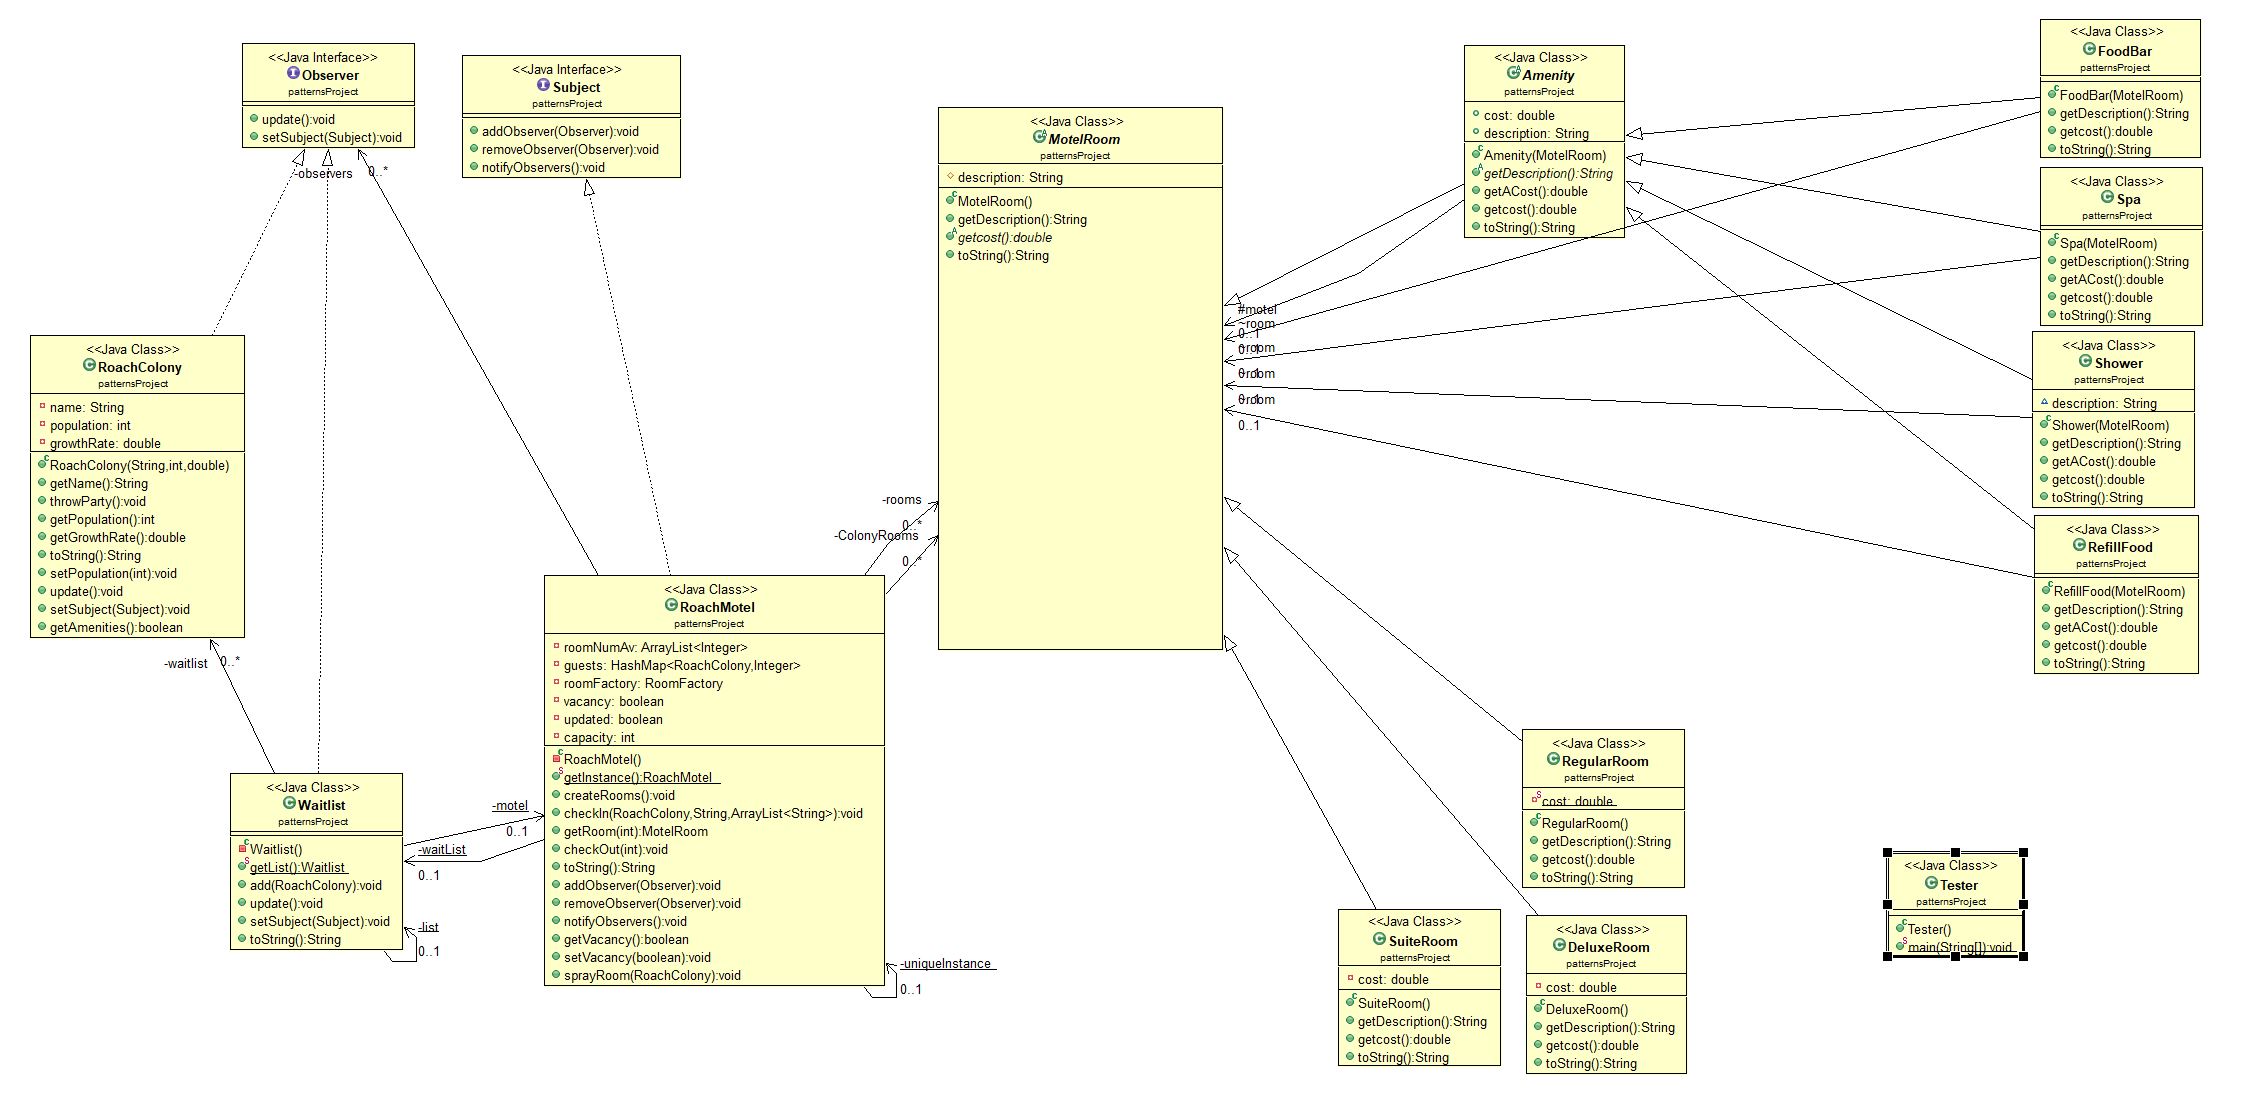 <<Java Interface>>
Observer
patternsProject
update():void
setSubject(Subject):void
<<Java Interface>>
Subject
patternsProject
addObserver(Observer):void
removeObserver(Observer):void
notifyObservers():void
-observers
0..*
<<Java Class>>
MotelRoom
patternsProject
description: String
MotelRoom()
getDescription():String
getcost():double
toString():String
<<Java Class>>
Amenity
patternsProject
cost: double
description: String
Amenity(MotelRoom)
getDescription():String
getACost():double
getcost():double
toString():String
<<Java Class>>
FoodBar
patternsProject
FoodBar(MotelRoom)
getDescription():String
getcost():double
toString():String
<<Java Class>>
Spa
patternsProject
Spa(MotelRoom)
getDescription():String
getACost():double
getcost():double
toString():String
<<Java Class>>
Shower
patternsProject
description: String
Shower(MotelRoom)
getDescription():String
getACost():double
getcost():double
toString():String
<<Java Class>>
RefillFood
patternsProject
RefillFood(MotelRoom)
getDescription():String
getACost():double
getcost():double
toString():String
#motel
~room
0..1
~room
0..1
~room
0..1
~room
0..1
0..1
<<Java Class>>
RoachColony
patternsProject
name: String
population: int
growthRate: double
RoachColony(String,int,double)
getName():String
throwParty():void
getPopulation():int
getGrowthRate():double
toString():String
setPopulation(int):void
update():void
setSubject(Subject):void
getAmenities():boolean
-waitlist
0..*
-rooms
0..*
-ColonyRooms
0..*
<<Java Class>>
RoachMotel
patternsProject
roomNumAv: ArrayList<Integer>
guests: HashMap<RoachColony,Integer>
roomFactory: RoomFactory
vacancy: boolean
updated: boolean
capacity: int
RoachMotel()
getInstance():RoachMotel
createRooms():void
checkIn(RoachColony,String,ArrayList<String>):void
getRoom(int):MotelRoom
checkOut(int):void
toString():String
addObserver(Observer):void
removeObserver(Observer):void
notifyObservers():void
getVacancy():boolean
setVacancy(boolean):void
sprayRoom(RoachColony):void
-uniqueInstance
0..1
<<Java Class>>
Waitlist
patternsProject
Waitlist()
getList():Waitlist
add(RoachColony):void
update():void
setSubject(Subject):void
toString():String
-motel
0..1
-waitList
0..1
-list
0..1
<<Java Class>>
RegularRoom
patternsProject
cost: double
RegularRoom()
getDescription():String
getcost():double
toString():String
<<Java Class>>
SuiteRoom
patternsProject
cost: double
SuiteRoom()
getDescription():String
getcost():double
toString():String
<<Java Class>>
DeluxeRoom
patternsProject
cost: double
DeluxeRoom()
getDescription():String
getcost():double
toString():String
<<Java Class>>
Tester
patternsProject
Tester()
main(String[]):void